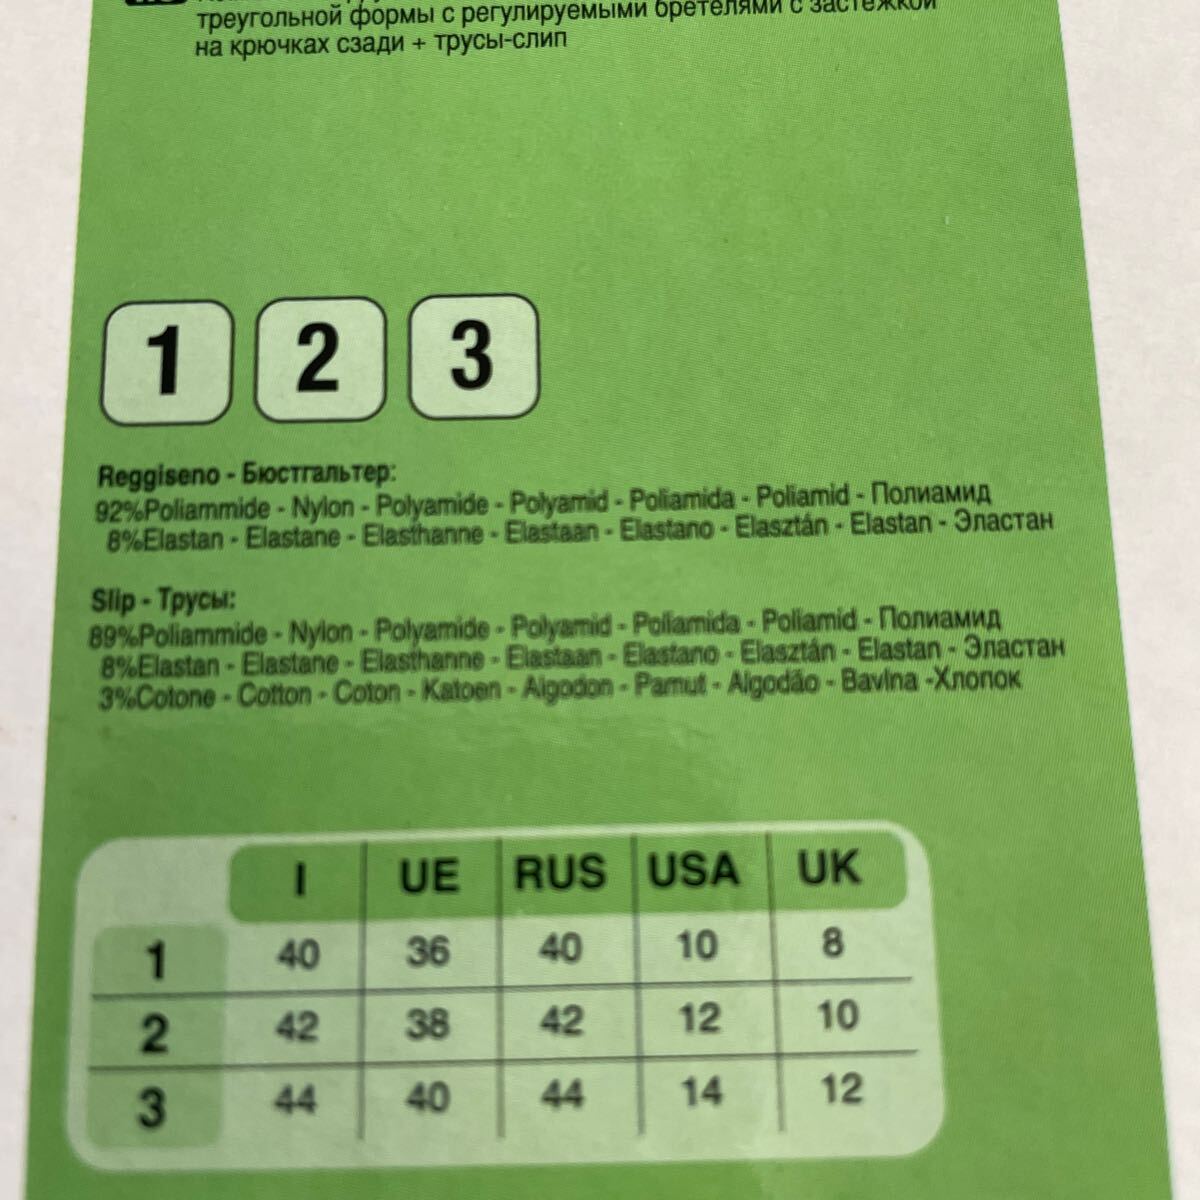 треугольной формы с регулируемыми бретелями с застежкой
на крючках сзади + трусы-слип
1 2 3
Reggiseno - Бюстгальтер:
92%Poliammide - Nylon - Polyamide - Polyamid - Poliamida - Poliamid - Полиамид
8%Elastan - Elastane - Elasthanne - Elastaan - Elastano - Elasztán - Elastan - Эластан
Slip - Трусы:
89%Poliammide - Nylon - Polyamide - Polyamid - Poliamida - Poliamid - Полиамид
8%Elastan - Elastane - Elasthanne - Elastaan - Elastano - Elasztán - Elastan - Эластан
3%Cotone - Cotton - Coton - Katoen - Algodon - Pamut - Algodão - Bavlna -Хлопок
I UE RUS USA UK
1 40 36 40 10 8
2 42 38 42 12 10
3 44 40 44 14 12